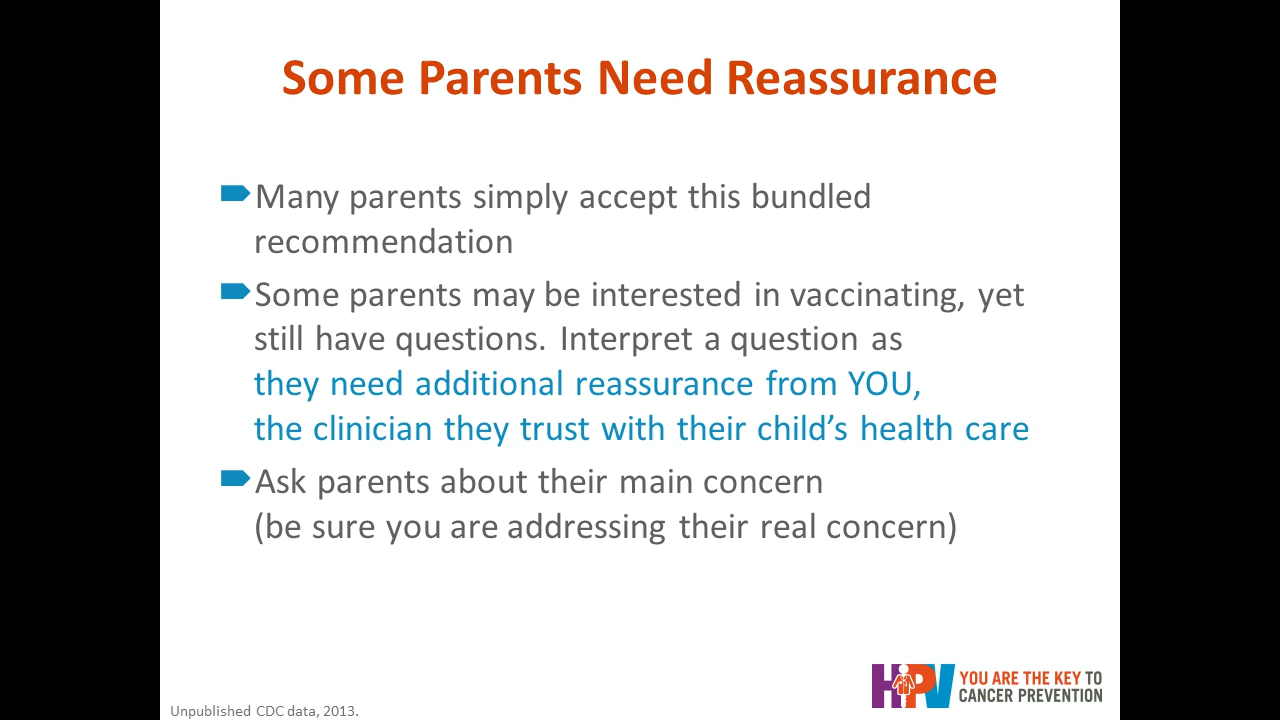 Some Parents Need Reassurance
Many parents simply accept this bundled
recommendation
Some parents may be interested in vaccinating, yet
still have questions. Interpret a question as
they need additional reassurance from YOU,
the clinician they trust with their child’s health care
Ask parents about their main concern
(be sure you are addressing their real concern)
HPV YOU ARE THE KEY TO
CANCER PREVENTION
Unpublished CDC data, 2013.